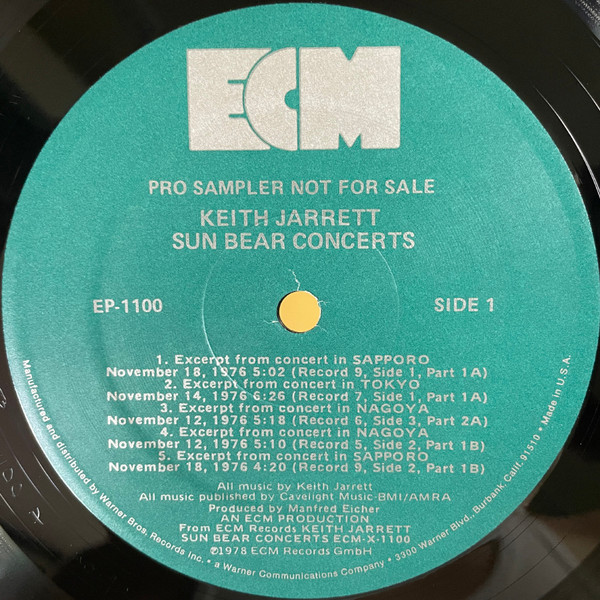 ECM
PRO SAMPLER NOT FOR SALE
KEITH JARRETT
SUN BEAR CONCERTS
EP-1100
SIDE 1
1. Excerpt from concert in SAPPORO
November 18, 1976 5:02 (Record 9, Side 1, Part 1A)
2. Excerpt from concert in TOKYO
November 14, 1976 6:26 (Record 7, Side 1, Part 1A)
3. Excerpt from concert in NAGOYA
November 12, 1976 5:18 (Record 6, Side 3, Part 2A)
4. Excerpt from concert in NAGOYA
November 12, 1976 5:10 (Record 5, Side 2, Part 1B)
5. Excerpt from concert in SAPPORO
November 18, 1976 4:20 (Record 9, Side 2, Part 1B)
All music by Keith Jarrett
All music published by Cavelight Music-BMI/AMRA
Produced by Manfred Eicher
AN ECM PRODUCTION
From ECM Records KEITH JARRETT
SUN BEAR CONCERTS ECM-X-1100
℗1978 ECM Records GmbH
Manufactured and distributed by Warner Bros. Records Inc. • a Warner Communications Company • 3300 Warner Blvd., Burbank, Calif. 91510 • Made in U.S.A.